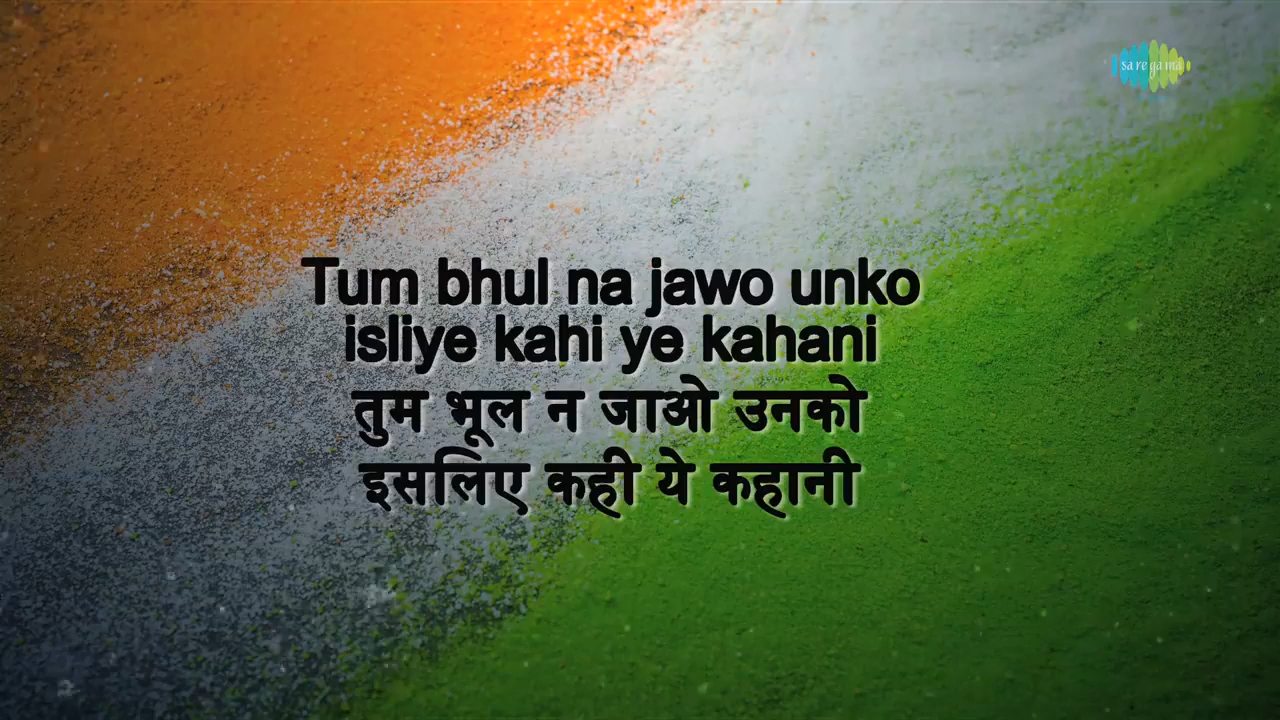 sa re ga ma
Tum bhul na jawo unko
isliye kahi ye kahani
तुम भूल न जाओ उनको
इसलिए कही ये कहानी